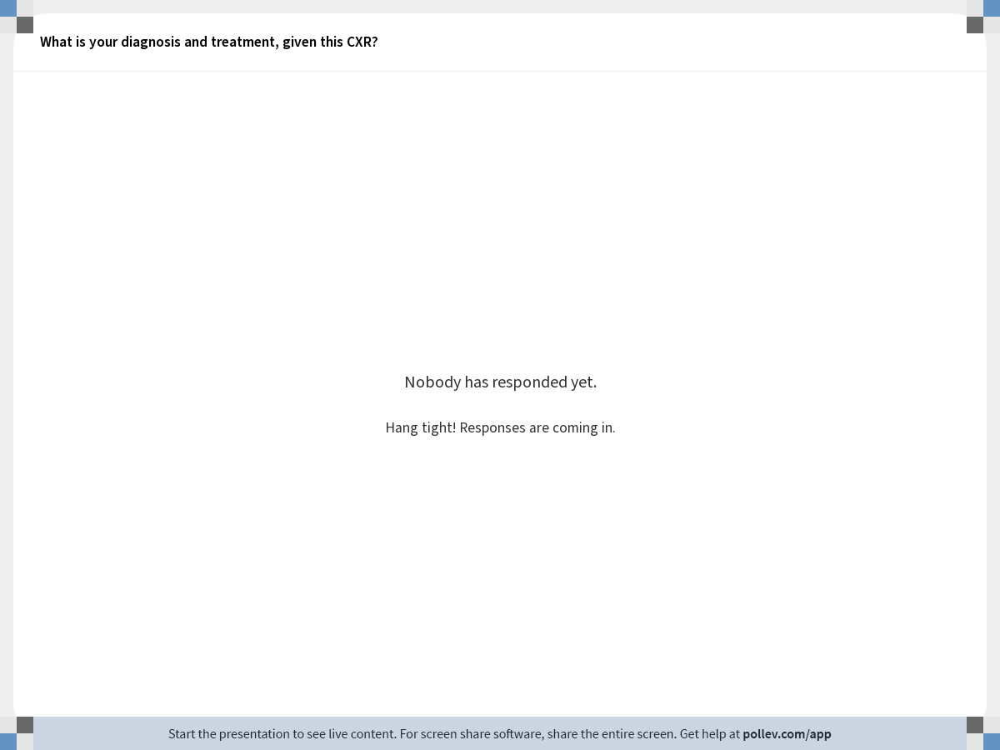 What is your diagnosis and treatment, given this CXR?
Nobody has responded yet.
Hang tight! Responses are coming in.
Start the presentation to see live content. For screen share software, share the entire screen. Get help at pollev.com/app